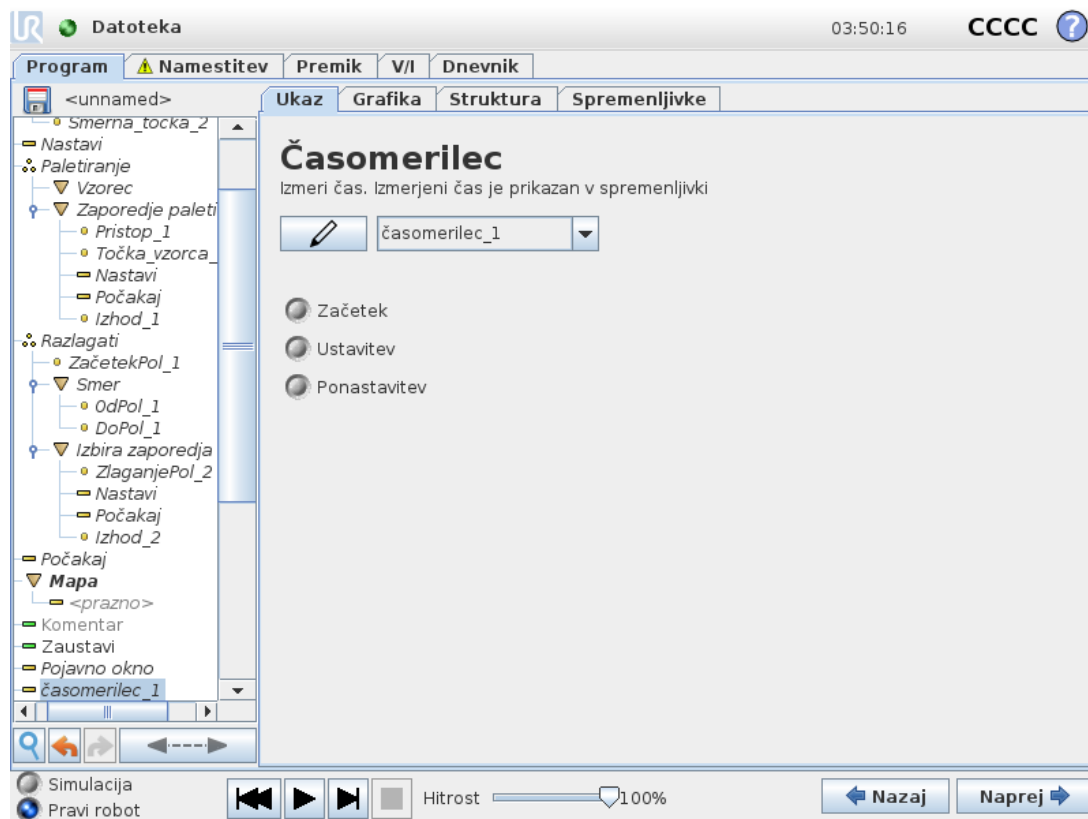 UR Datoteka 03:50:16 CCCC ?
Program Namestitev Premik V/I Dnevnik
<unnamed>
Ukaz Grafika Struktura Spremenljivke
Smerna_točka_2
Nastavi
Paletiranje
Vzorec
Zaporedje paleti
Pristop_1
Točka_vzorca_
Nastavi
Počakaj
Izhod_1
Razlagati
ZačetekPol_1
Smer
OdPol_1
DoPol_1
Izbira zaporedja
ZlaganjePol_2
Nastavi
Počakaj
Izhod_2
Počakaj
Mapa
<prazno>
Komentar
Zaustavi
Pojavno okno
časomerilec_1
Časomerilec
Izmeri čas. Izmerjeni čas je prikazan v spremenljivki
časomerilec_1
Začetek
Ustavitev
Ponastavitev
Simulacija
Pravi robot
Hitrost 100%
Nazaj Naprej